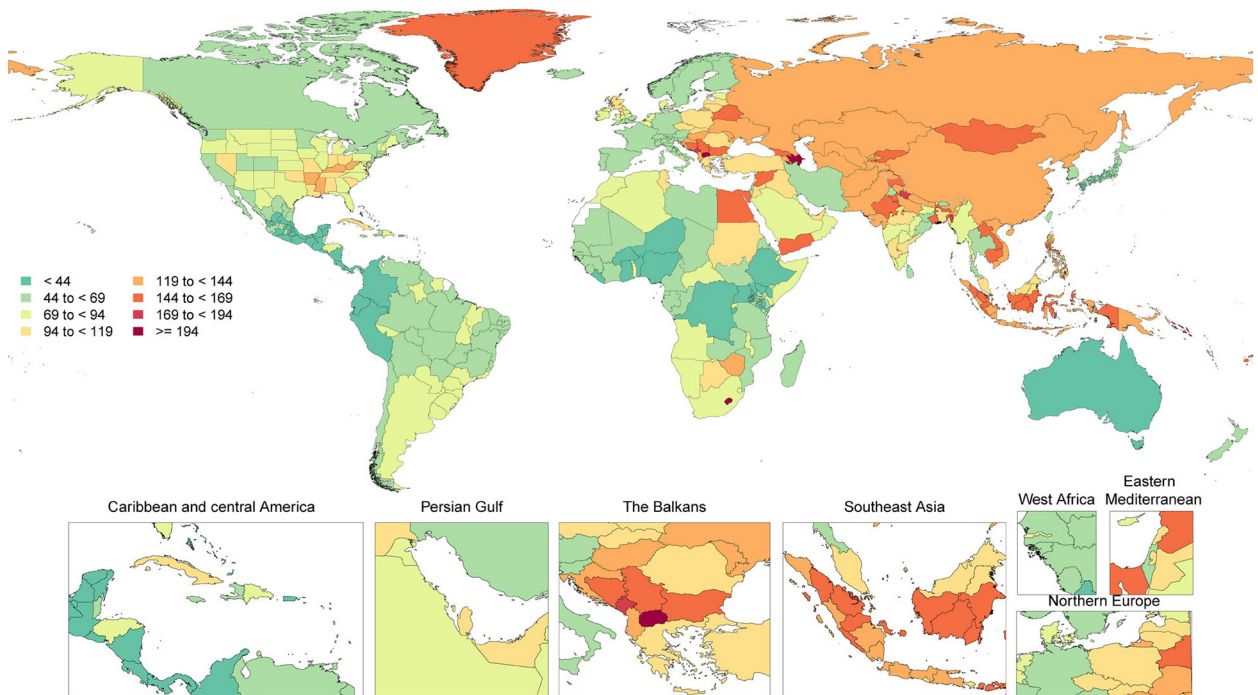 < 44
44 to < 69
69 to < 94
94 to < 119
119 to < 144
144 to < 169
169 to < 194
>= 194
Caribbean and central America
Persian Gulf
The Balkans
Southeast Asia
West Africa
Eastern
Mediterranean
Northern Europe